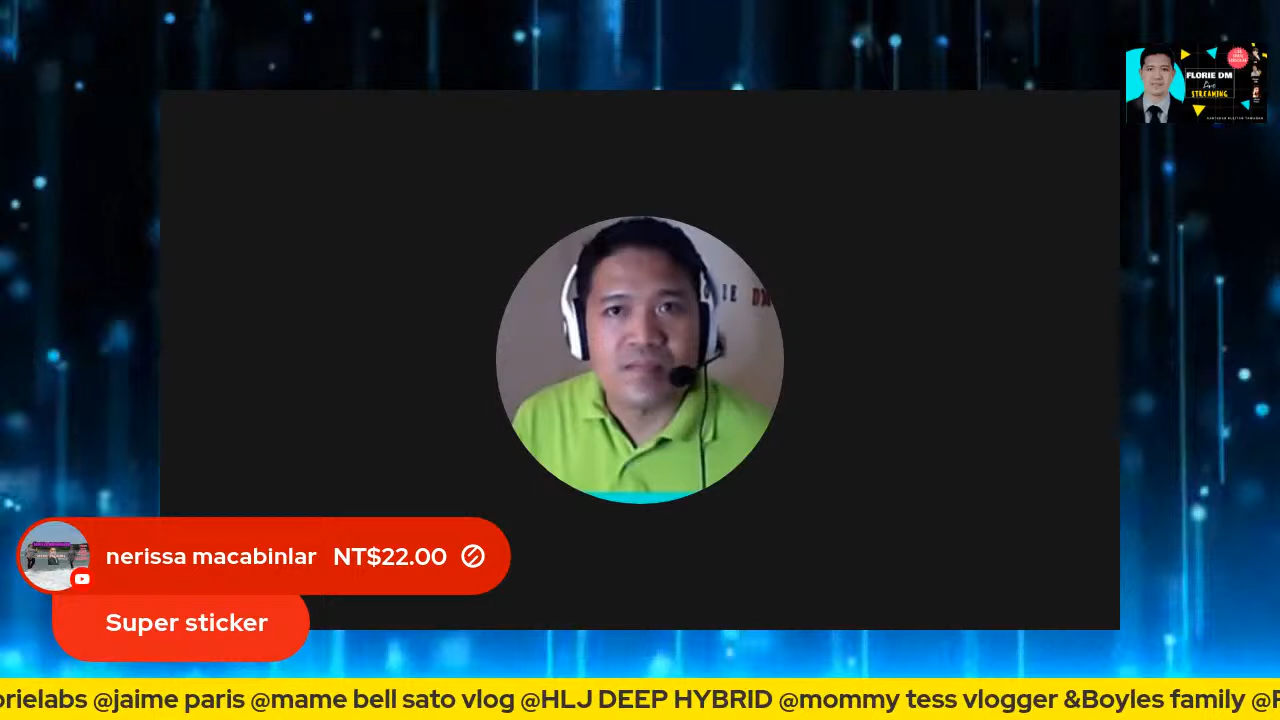 FLORIE DM
Live
STREAMING
nerissa macabinlar NT$22.00
Super sticker
orielabs @jaime paris @mame bell sato vlog @HLJ DEEP HYBRID @mommy tess vlogger &Boyles family @F